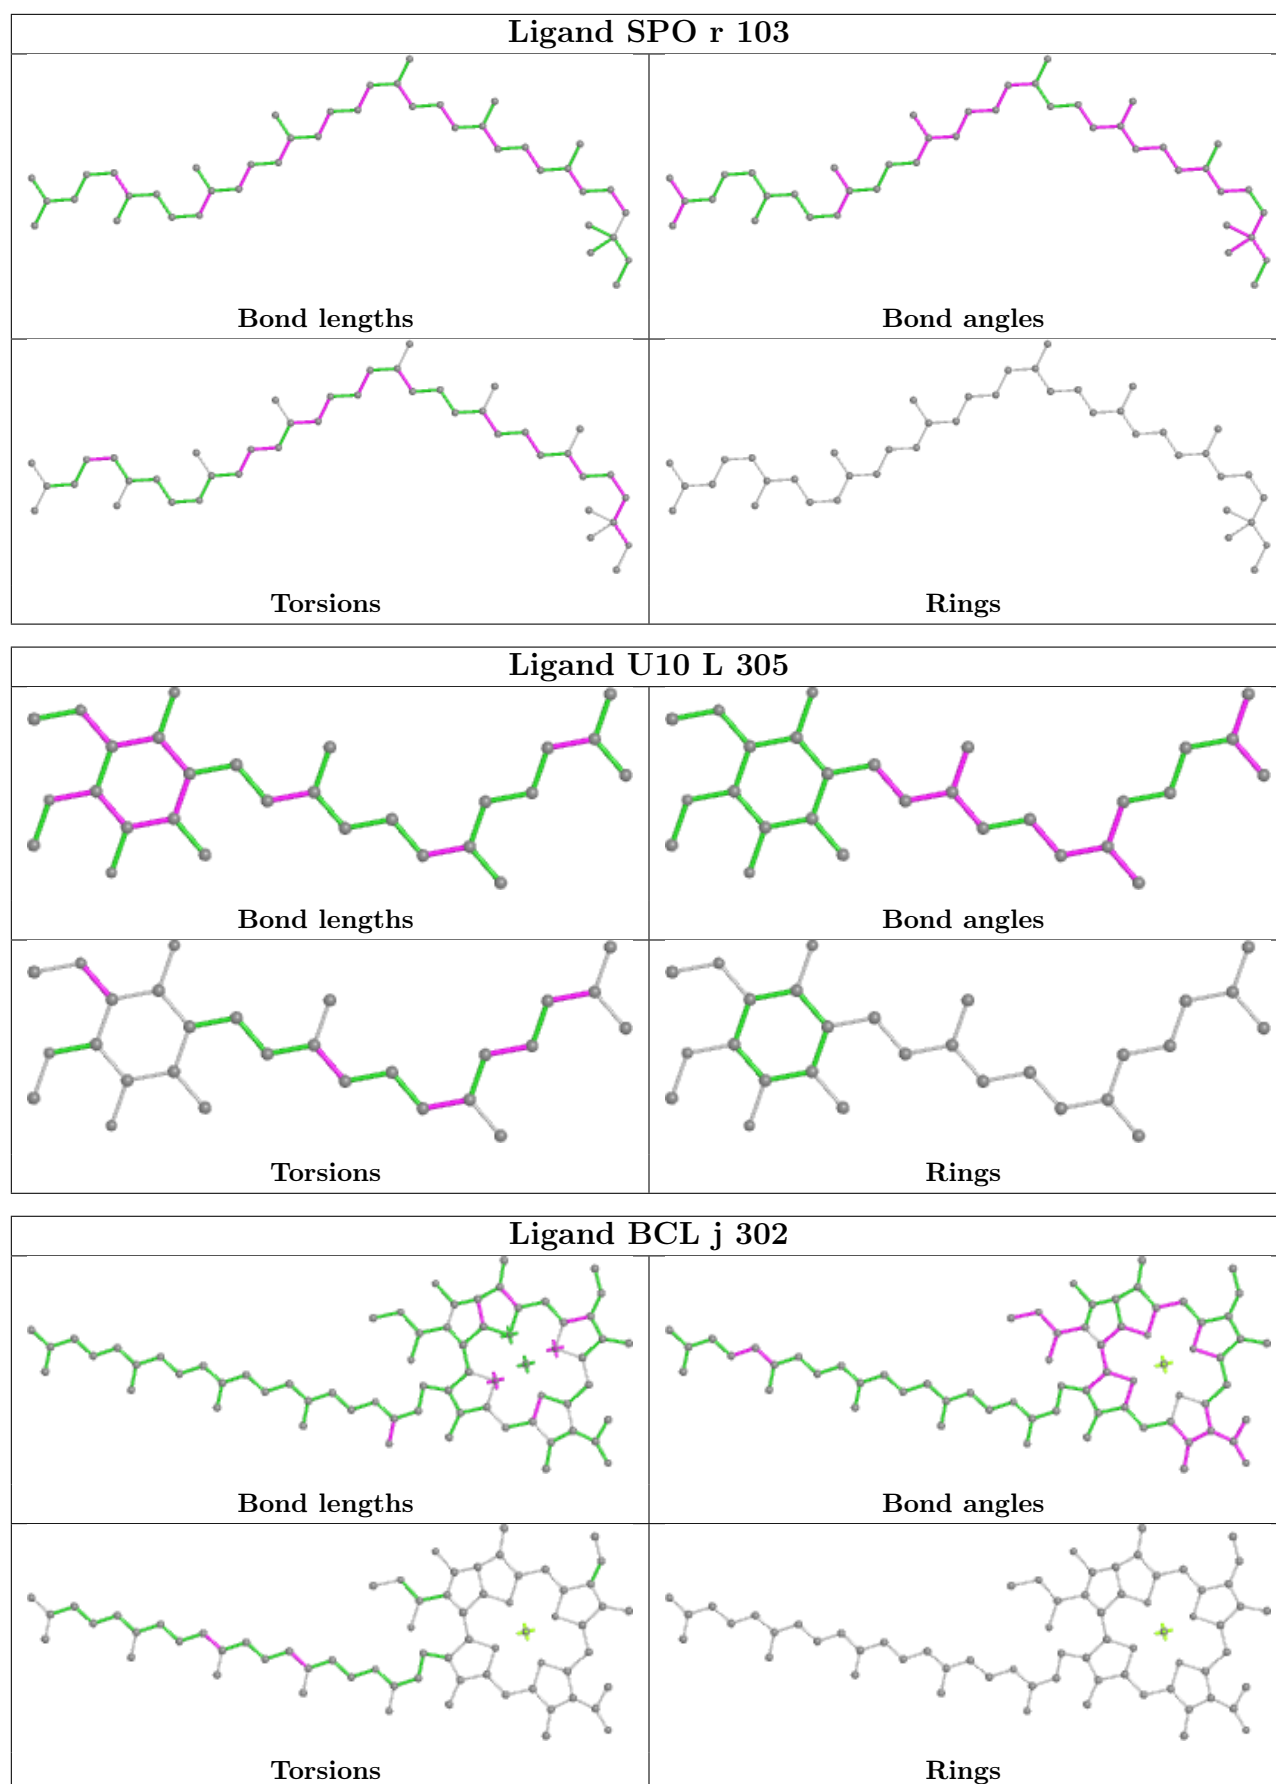 Ligand SPO r 103
Bond lengths
Bond angles
Torsions
Rings
Ligand U10 L 305
Bond lengths
Bond angles
Torsions
Rings
Ligand BCL j 302
Bond lengths
Bond angles
Torsions
Rings